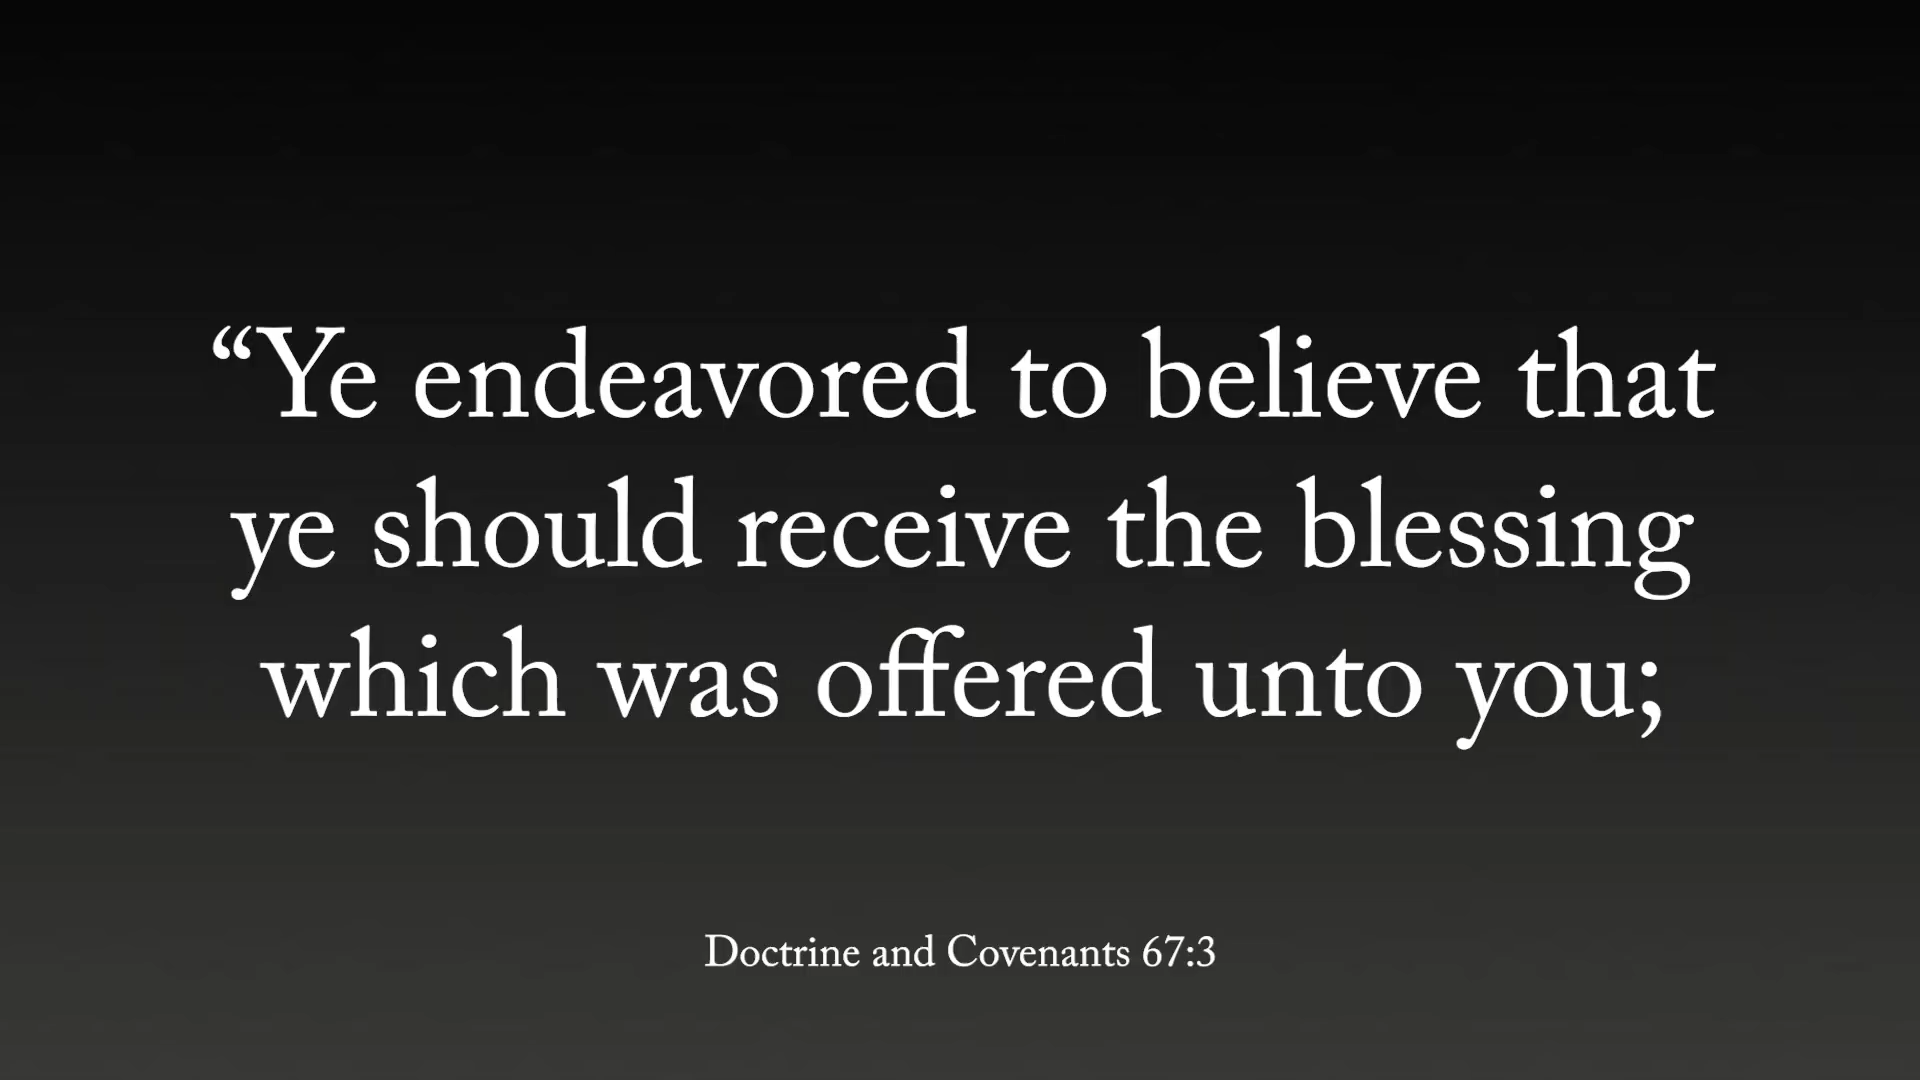 “Ye endeavored to believe that
ye should receive the blessing
which was offered unto you;
Doctrine and Covenants 67:3